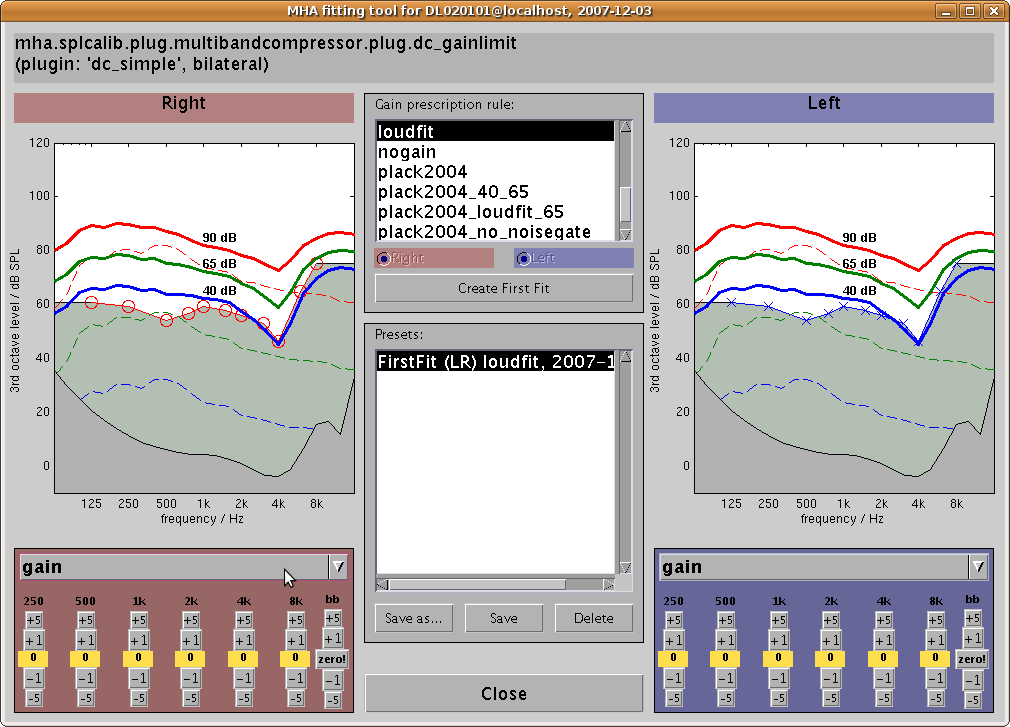 MHA fitting tool for DL020101@localhost, 2007-12-03
mha.splcalib.plug.multibandcompressor.plug.dc_gainlimit
(plugin: 'dc_simple', bilateral)
Right
120
100
80
60
40
20
0
3rd octave level / dB SPL
90 dB
65 dB
40 dB
125 250 500 1k 2k 4k 8k
frequency / Hz
Gain prescription rule:
loudfit
nogain
plack2004
plack2004_40_65
plack2004_loudfit_65
plack2004_no_noisegate
Right Left
Create First Fit
Presets:
FirstFit (LR) loudfit, 2007-1
Save as... Save Delete
Close
Left
120
100
80
60
40
20
0
3rd octave level / dB SPL
90 dB
65 dB
40 dB
125 250 500 1k 2k 4k 8k
frequency / Hz
gain
250 500 1k 2k 4k 8k bb
+5 +5 +5 +5 +5 +5 +5
+1 +1 +1 +1 +1 +1 +1
0 0 0 0 0 0 zero!
−1 −1 −1 −1 −1 −1 −1
-5 -5 -5 -5 -5 -5 -5
gain
250 500 1k 2k 4k 8k bb
+5 +5 +5 +5 +5 +5 +5
+1 +1 +1 +1 +1 +1 +1
0 0 0 0 0 0 zero!
−1 −1 −1 −1 −1 −1 −1
-5 -5 -5 -5 -5 -5 -5